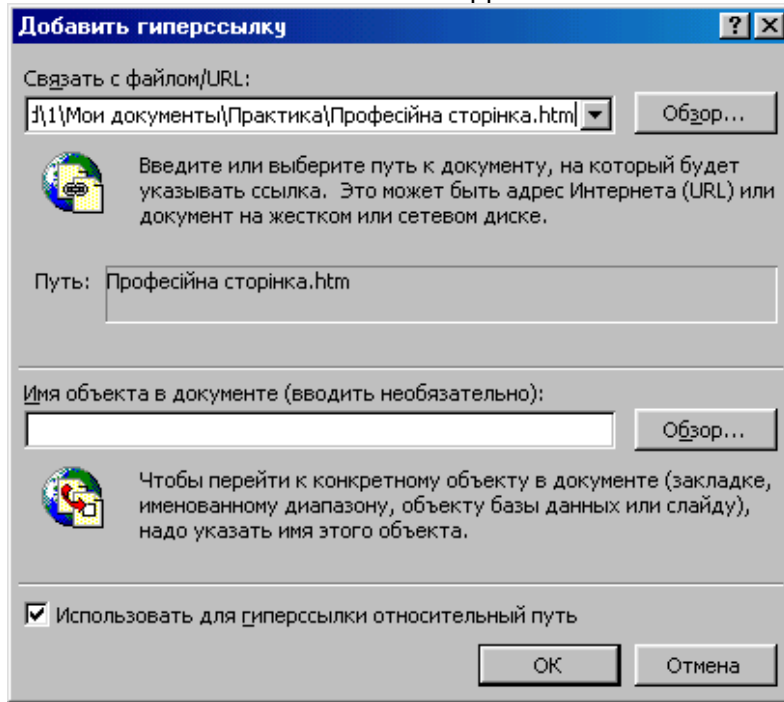 Добавить гиперссылку
Связать с файлом/URL:
\1\Мои документы\Практика\Професійна сторінка.htm
Обзор...
Введите или выберите путь к документу, на который будет
указывать ссылка. Это может быть адрес Интернета (URL) или
документ на жестком или сетевом диске.
Путь: Професійна сторінка.htm
Имя объекта в документе (вводить необязательно):
Обзор...
Чтобы перейти к конкретному объекту в документе (закладке,
именованному диапазону, объекту базы данных или слайду),
надо указать имя этого объекта.
Использовать для гиперссылки относительный путь
ОК
Отмена